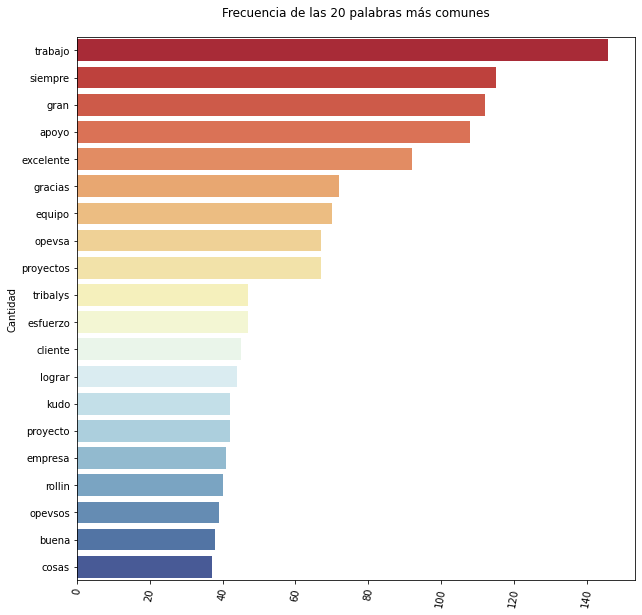 Frecuencia de las 20 palabras más comunes
Cantidad
trabajo
siempre
gran
apoyo
excelente
gracias
equipo
opevsa
proyectos
tribalys
esfuerzo
cliente
lograr
kudo
proyecto
empresa
rollin
opevsos
buena
cosas
0 20 40 60 80 100 120 140